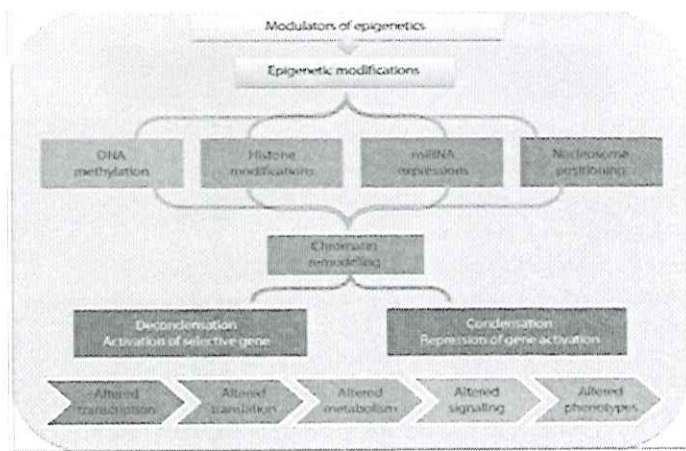 Modulators of epigenetics
Epigenetic modifications
DNA
methylation
Histone
modifications
miRNA
expressions
Nucleosome
positioning
Chromatin
remodelling
Decondensation
Activation of selective gene
Condensation
Repression of gene activation
Altered
transcription
Altered
translation
Altered
metabolism
Altered
signaling
Altered
phenotypes